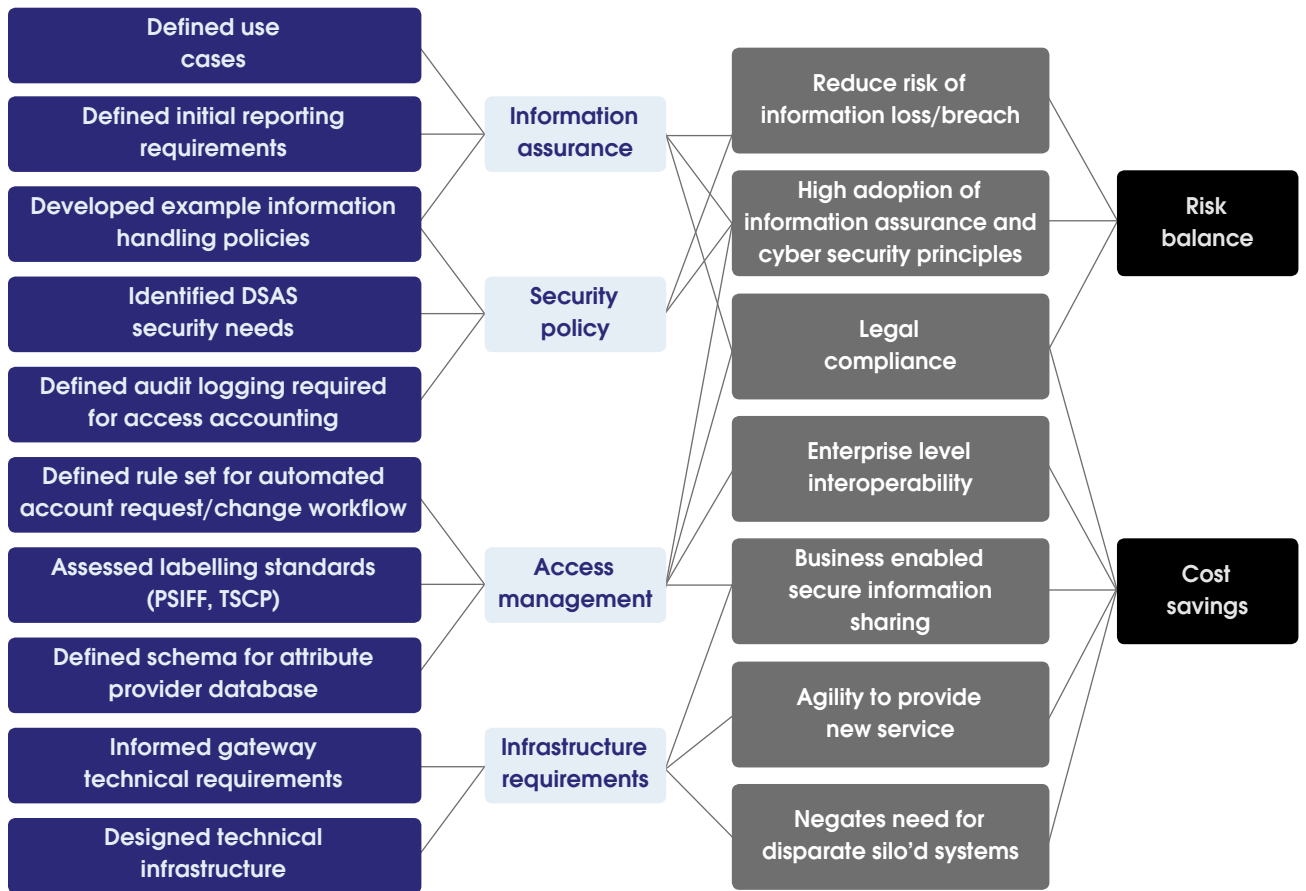 Defined use
cases
Defined initial reporting
requirements
Developed example information
handling policies
Identified DSAS
security needs
Defined audit logging required
for access accounting
Defined rule set for automated
account request/change workflow
Assessed labelling standards
(PSIFF, TSCP)
Defined schema for attribute
provider database
Informed gateway
technical requirements
Designed technical
infrastructure
Information
assurance
Security
policy
Access
management
Infrastructure
requirements
Reduce risk of
information loss/breach
High adoption of
information assurance and
cyber security principles
Legal
compliance
Enterprise level
interoperability
Business enabled
secure information
sharing
Agility to provide
new service
Negates need for
disparate silo'd systems
Risk
balance
Cost
savings